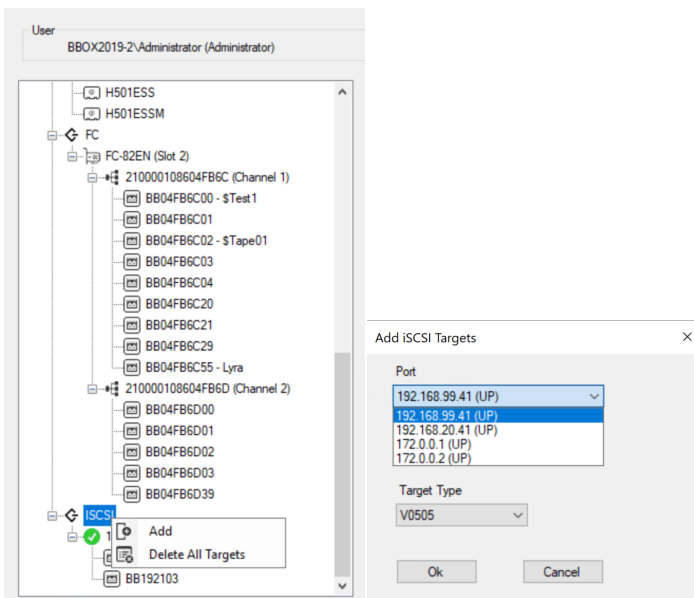 User
BBOX2019-2\Administrator (Administrator)
H501ESS
H501ESSM
FC
FC-82EN (Slot 2)
210000108604FB6C (Channel 1)
BB04FB6C00 - $Test1
BB04FB6C01
BB04FB6C02 - $Tape01
BB04FB6C03
BB04FB6C04
BB04FB6C20
BB04FB6C21
BB04FB6C29
BB04FB6C55 - Lyra
210000108604FB6D (Channel 2)
BB04FB6D00
BB04FB6D01
BB04FB6D02
BB04FB6D03
BB04FB6D39
ISCSI
1
Add
Delete All Targets
BB192103
Add iSCSI Targets
Port
192.168.99.41 (UP)
192.168.99.41 (UP)
192.168.20.41 (UP)
172.0.0.1 (UP)
172.0.0.2 (UP)
Target Type
V0505
Ok
Cancel